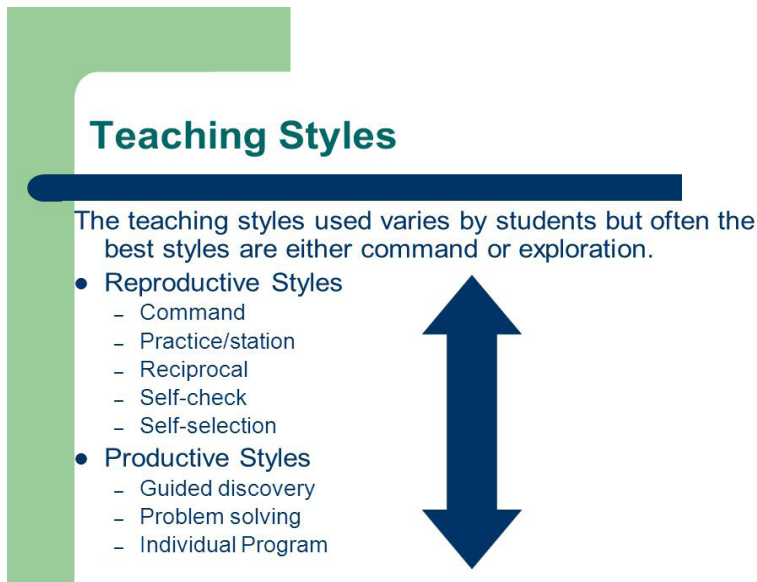 Teaching Styles
The teaching styles used varies by students but often the
best styles are either command or exploration.
● Reproductive Styles
– Command
– Practice/station
– Reciprocal
– Self-check
– Self-selection
● Productive Styles
– Guided discovery
– Problem solving
– Individual Program